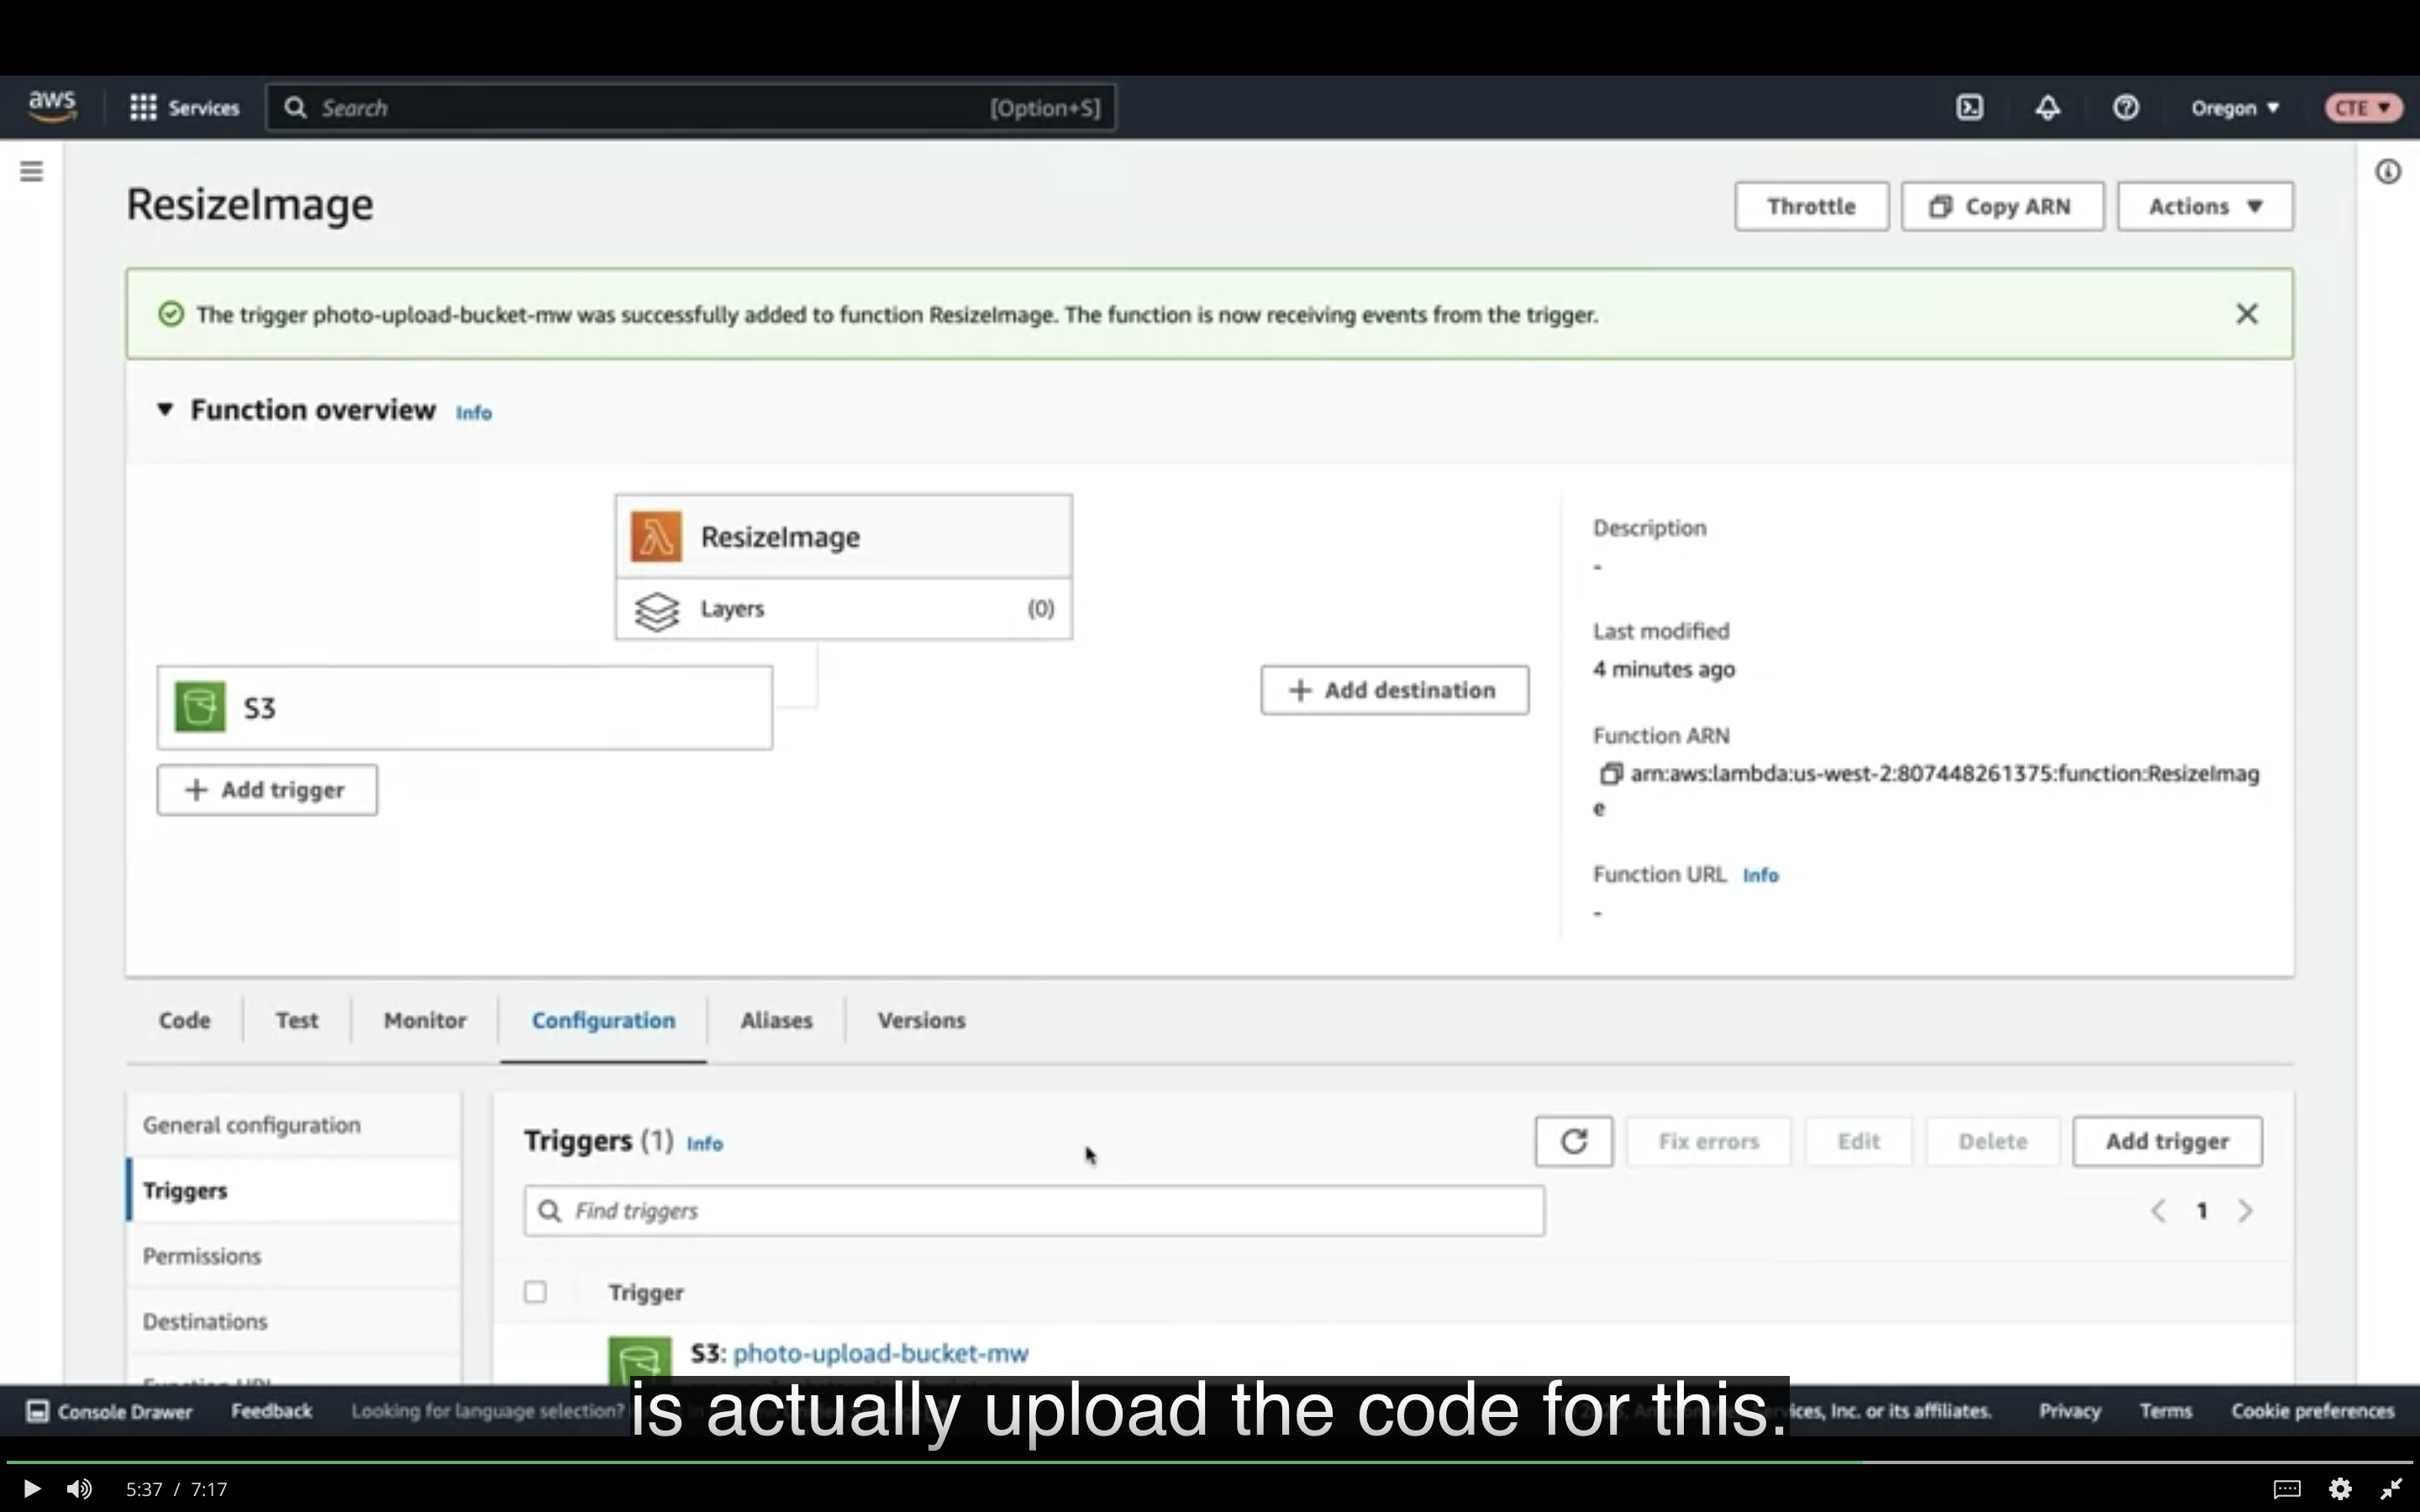 aws
Services
Search
[Option+S]
Oregon
CTE
ResizeImage
Throttle
Copy ARN
Actions
The trigger photo-upload-bucket-mw was successfully added to function ResizeImage. The function is now receiving events from the trigger.
Function overview Info
ResizeImage
Layers (0)
S3
Add trigger
Add destination
Description
-
Last modified
4 minutes ago
Function ARN
arn:aws:lambda:us-west-2:807448261375:function:ResizeImag
e
Function URL Info
-
Code
Test
Monitor
Configuration
Aliases
Versions
General configuration
Triggers
Permissions
Destinations
Function URL
Triggers (1) Info
Fix errors
Edit
Delete
Add trigger
Find triggers
1
Trigger
S3: photo-upload-bucket-mw
is actually upload the code for this.
Console Drawer
Feedback
Looking for language selection?
ices, Inc. or its affiliates.
Privacy
Terms
Cookie preferences
5:37 / 7:17